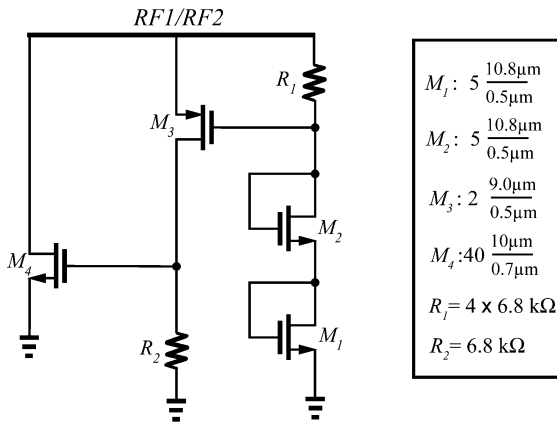 RF1/RF2
R1
M3
M2
M4
R2
M1
M1: 5 10.8μm/0.5μm
M2: 5 10.8μm/0.5μm
M3: 2 9.0μm/0.5μm
M4:40 10μm/0.7μm
R1= 4 x 6.8 kΩ
R2= 6.8 kΩ